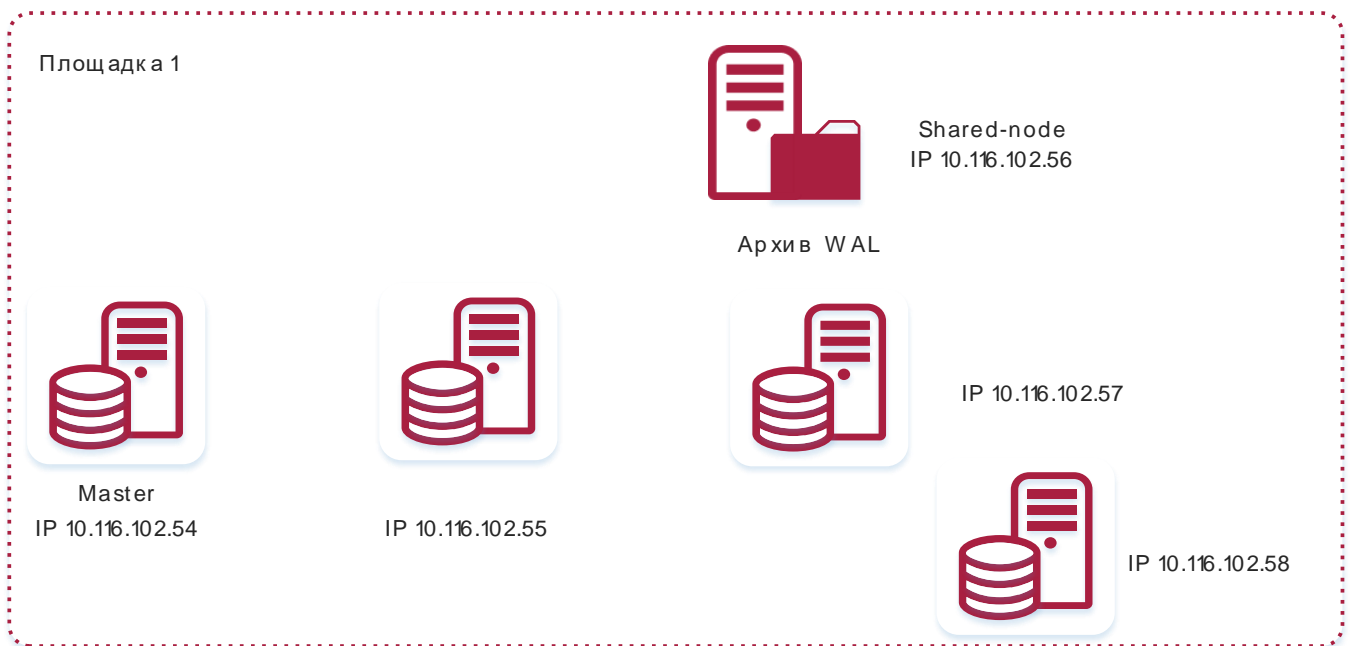 Площадка 1
Shared-node
IP 10.116.102.56
Архив WAL
IP 10.116.102.57
Master
IP 10.116.102.54
IP 10.116.102.55
IP 10.116.102.58